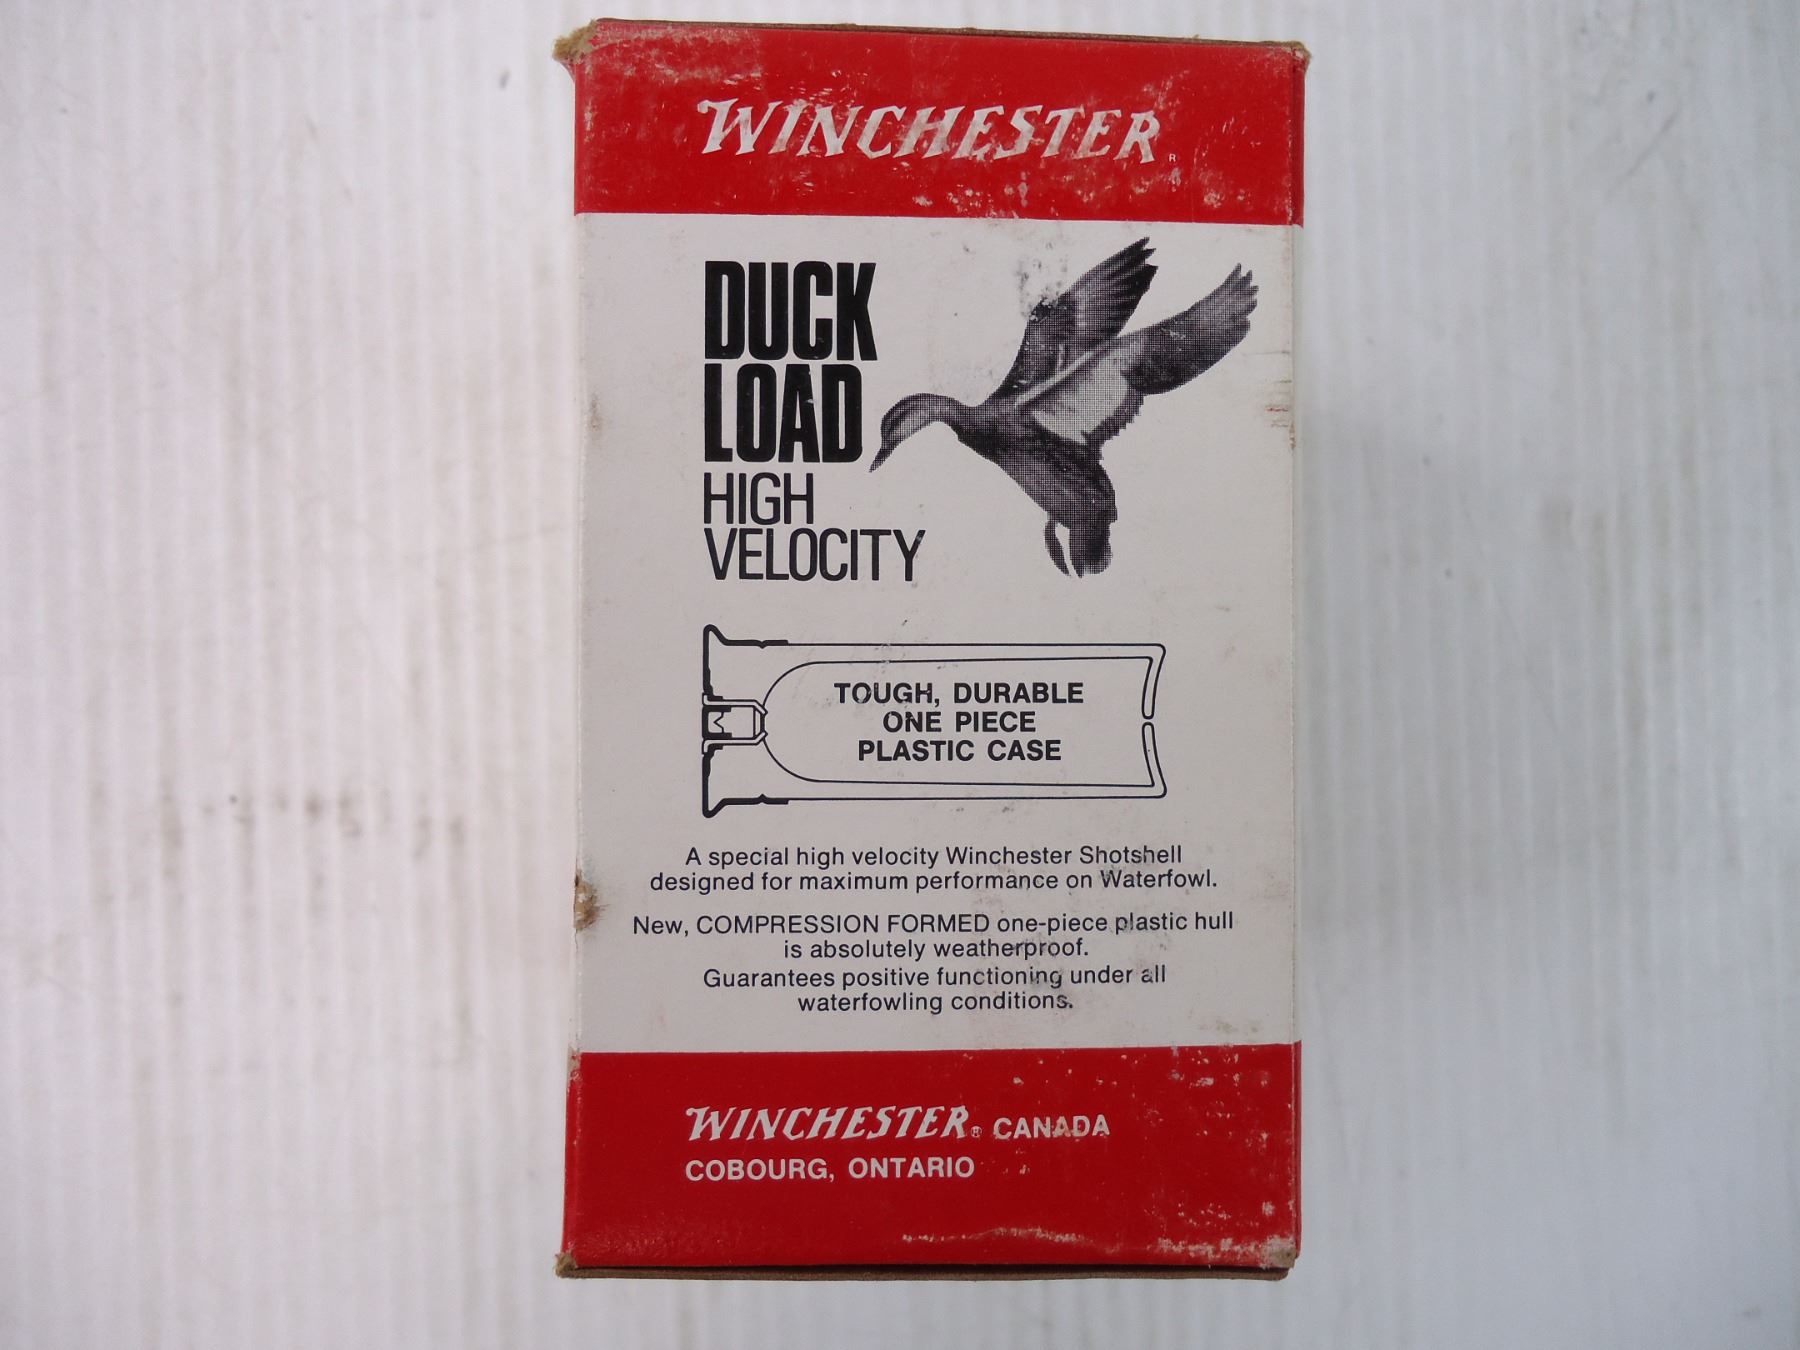 WINCHESTER R
DUCK
LOAD
HIGH
VELOCITY
TOUGH, DURABLE
ONE PIECE
PLASTIC CASE
A special high velocity Winchester Shotshell
designed for maximum performance on Waterfowl.
New, COMPRESSION FORMED one-piece plastic hull
is absolutely weatherproof.
Guarantees positive functioning under all
waterfowling conditions.
WINCHESTER® CANADA
COBOURG, ONTARIO